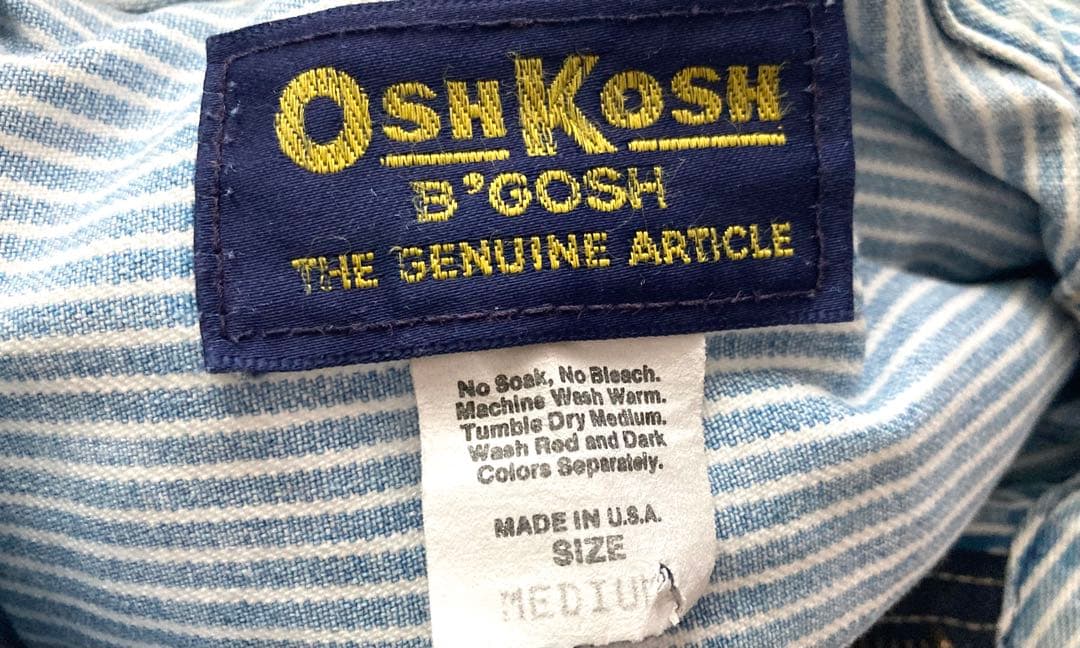 OSHKOSH
B'GOSH
THE GENUINE ARTICLE
No Soak, No Bleach.
Machine Wash Warm.
Tumble Dry Medium.
Wash Red and Dark
Colors Separately.
MADE IN U.S.A.
SIZE
MEDIUM